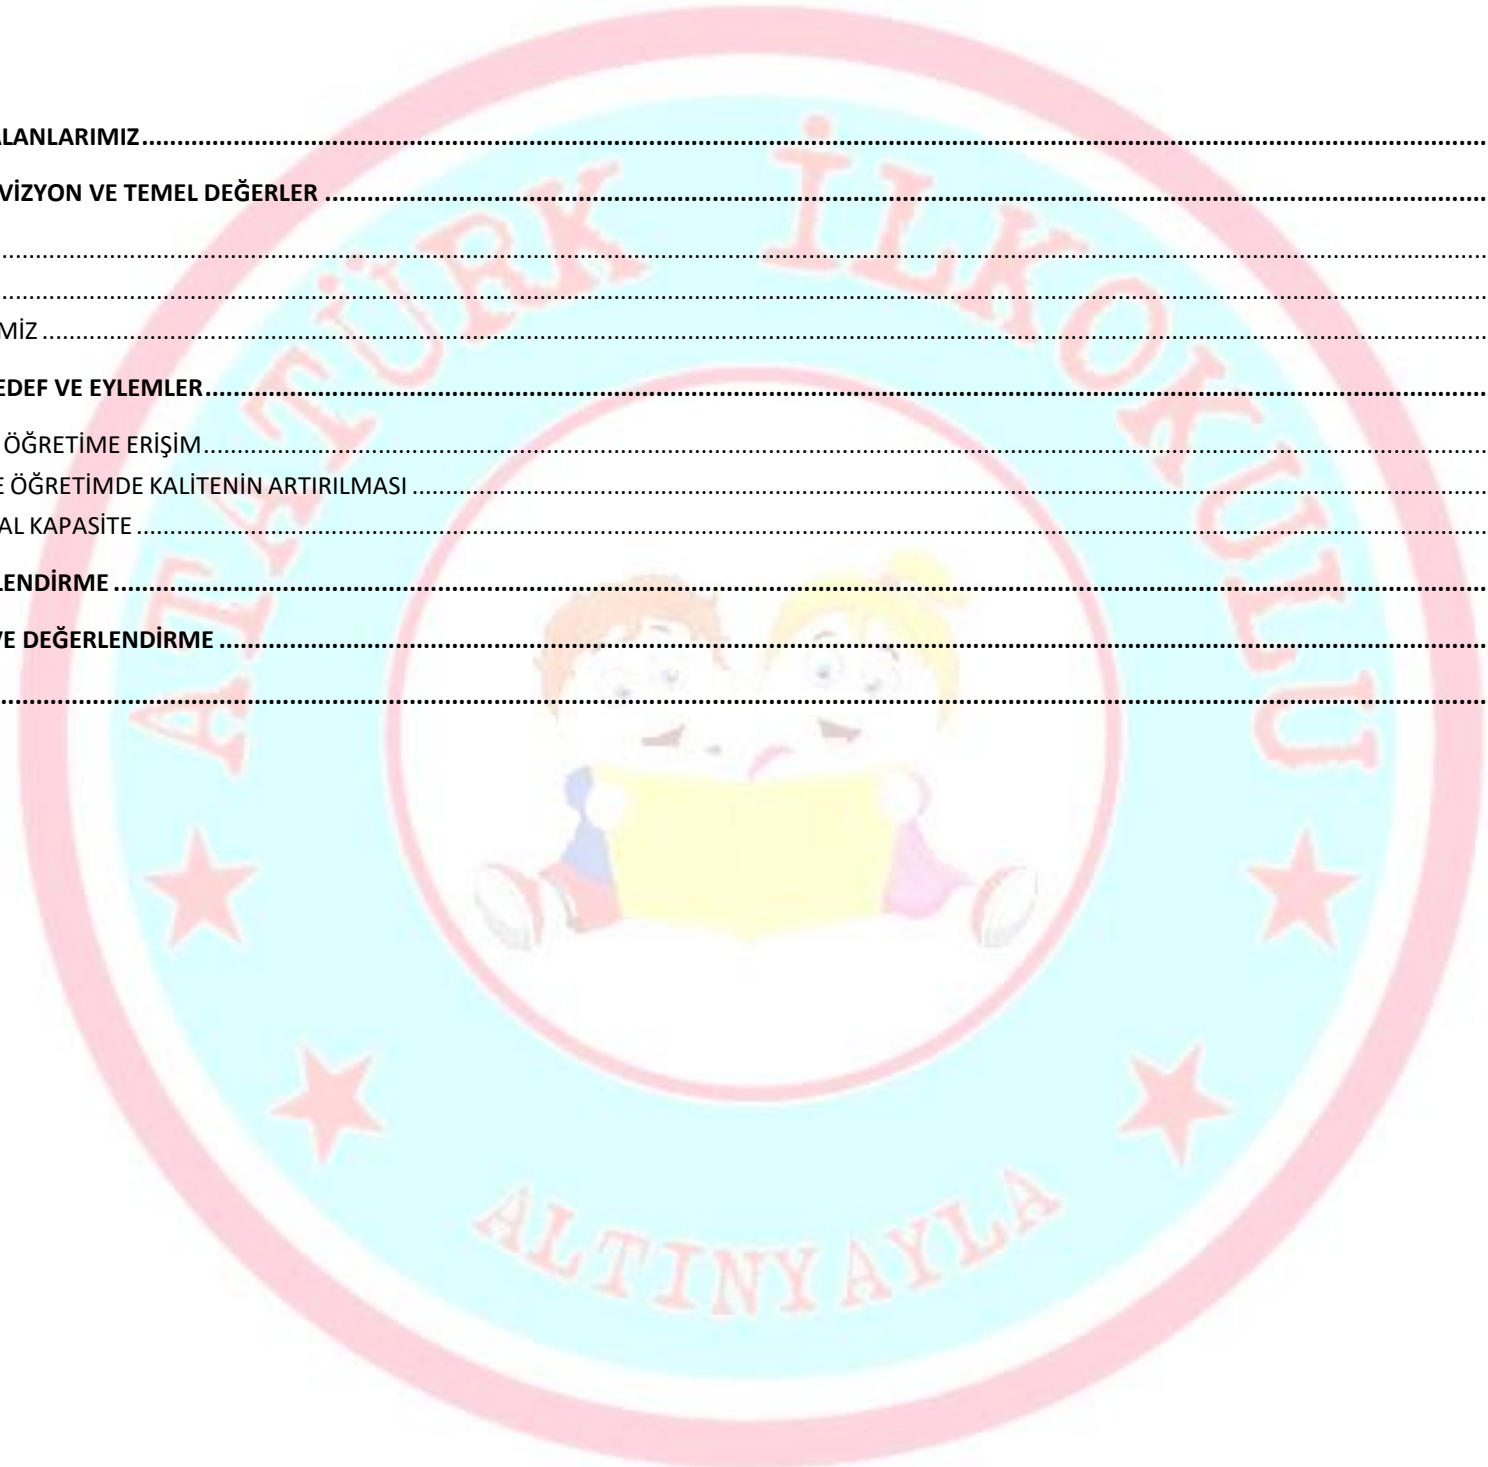 ALANLARIMIZ
VİZYON VE TEMEL DEĞERLER
MİZ
EDEF VE EYLEMLER
ÖĞRETİME ERİŞİM
E ÖĞRETİMDE KALİTENİN ARTIRILMASI
AL KAPASİTE
LENDİRME
VE DEĞERLENDİRME
ATATÜRK İLKOKULU
ALTINYAYLA